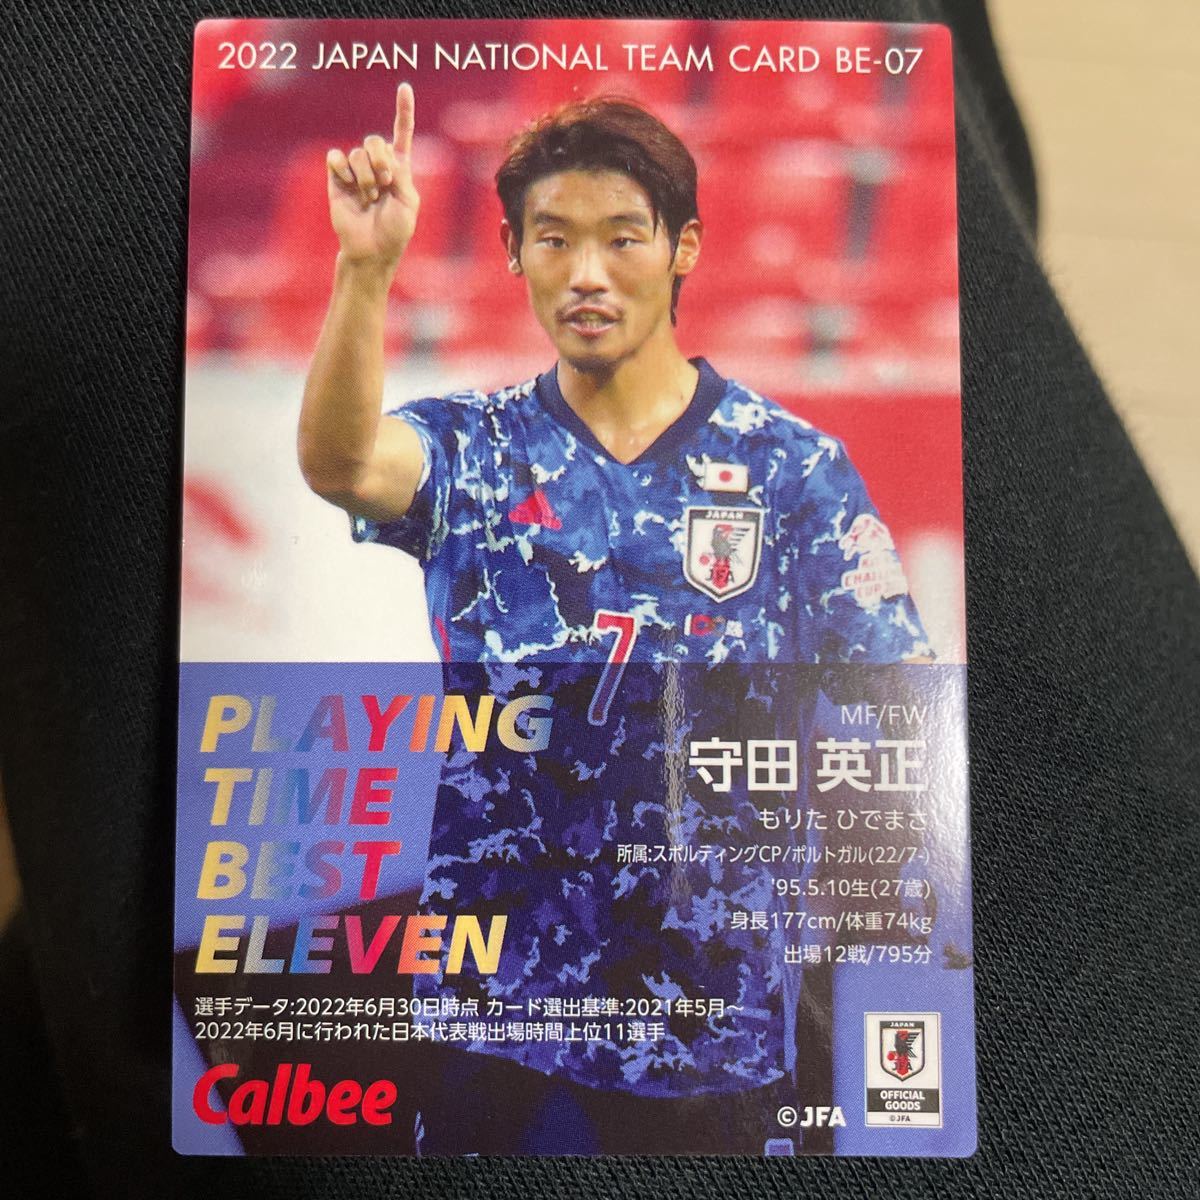 2022 JAPAN NATIONAL TEAM CARD BE-07
JAPAN
JFA
7
PLAYING
TIME
BEST
ELEVEN
MF/FW
守田 英正
もりた ひでまさ
所属:スポルティングCP/ポルトガル(22/7-)
'95.5.10生(27歳)
身長177cm/体重74kg
出場12戦/795分
選手データ:2022年6月30日時点 カード選出基準:2021年5月〜
2022年6月に行われた日本代表戦出場時間上位11選手
Calbee
©JFA
JAPAN
JFA
OFFICIAL
GOODS
©JFA